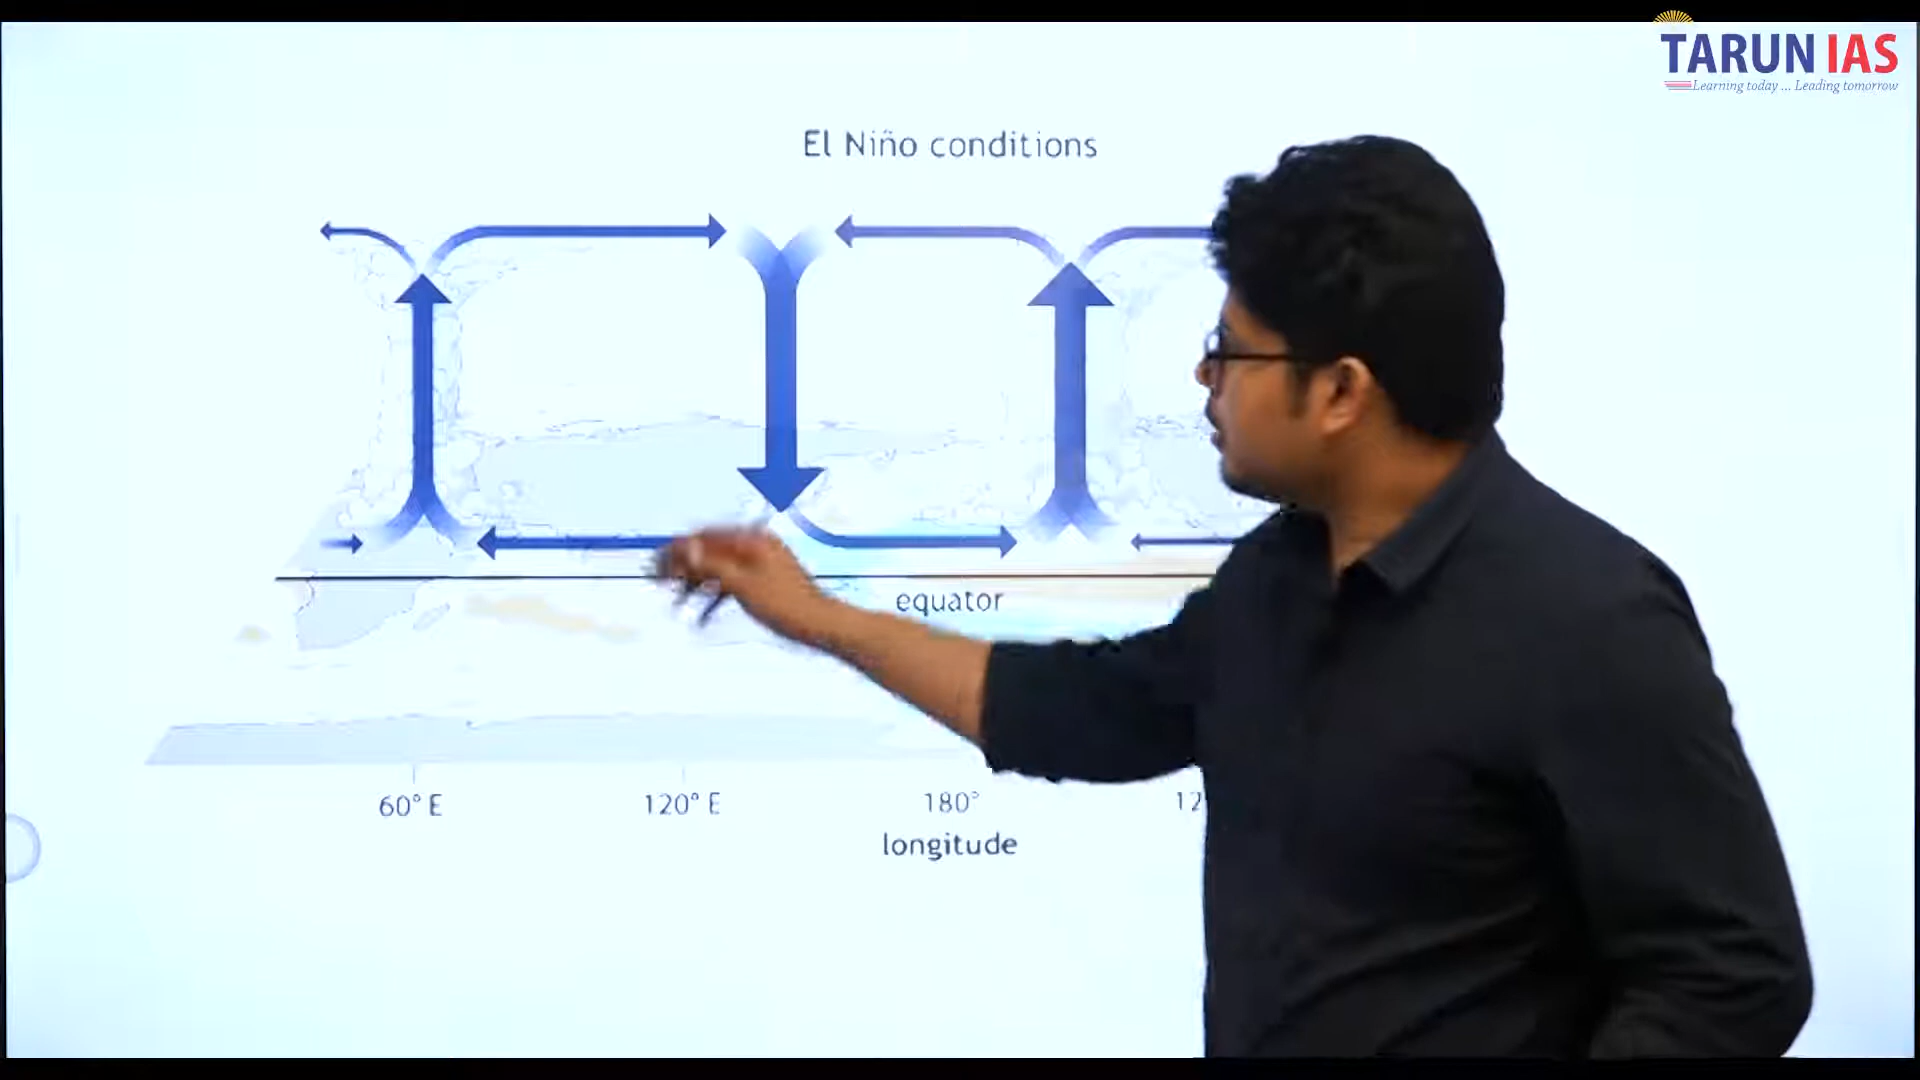 TARUN IAS
Learning today ... Leading tomorrow
El Niño conditions
equator
60° E
120° E
180°
12
longitude